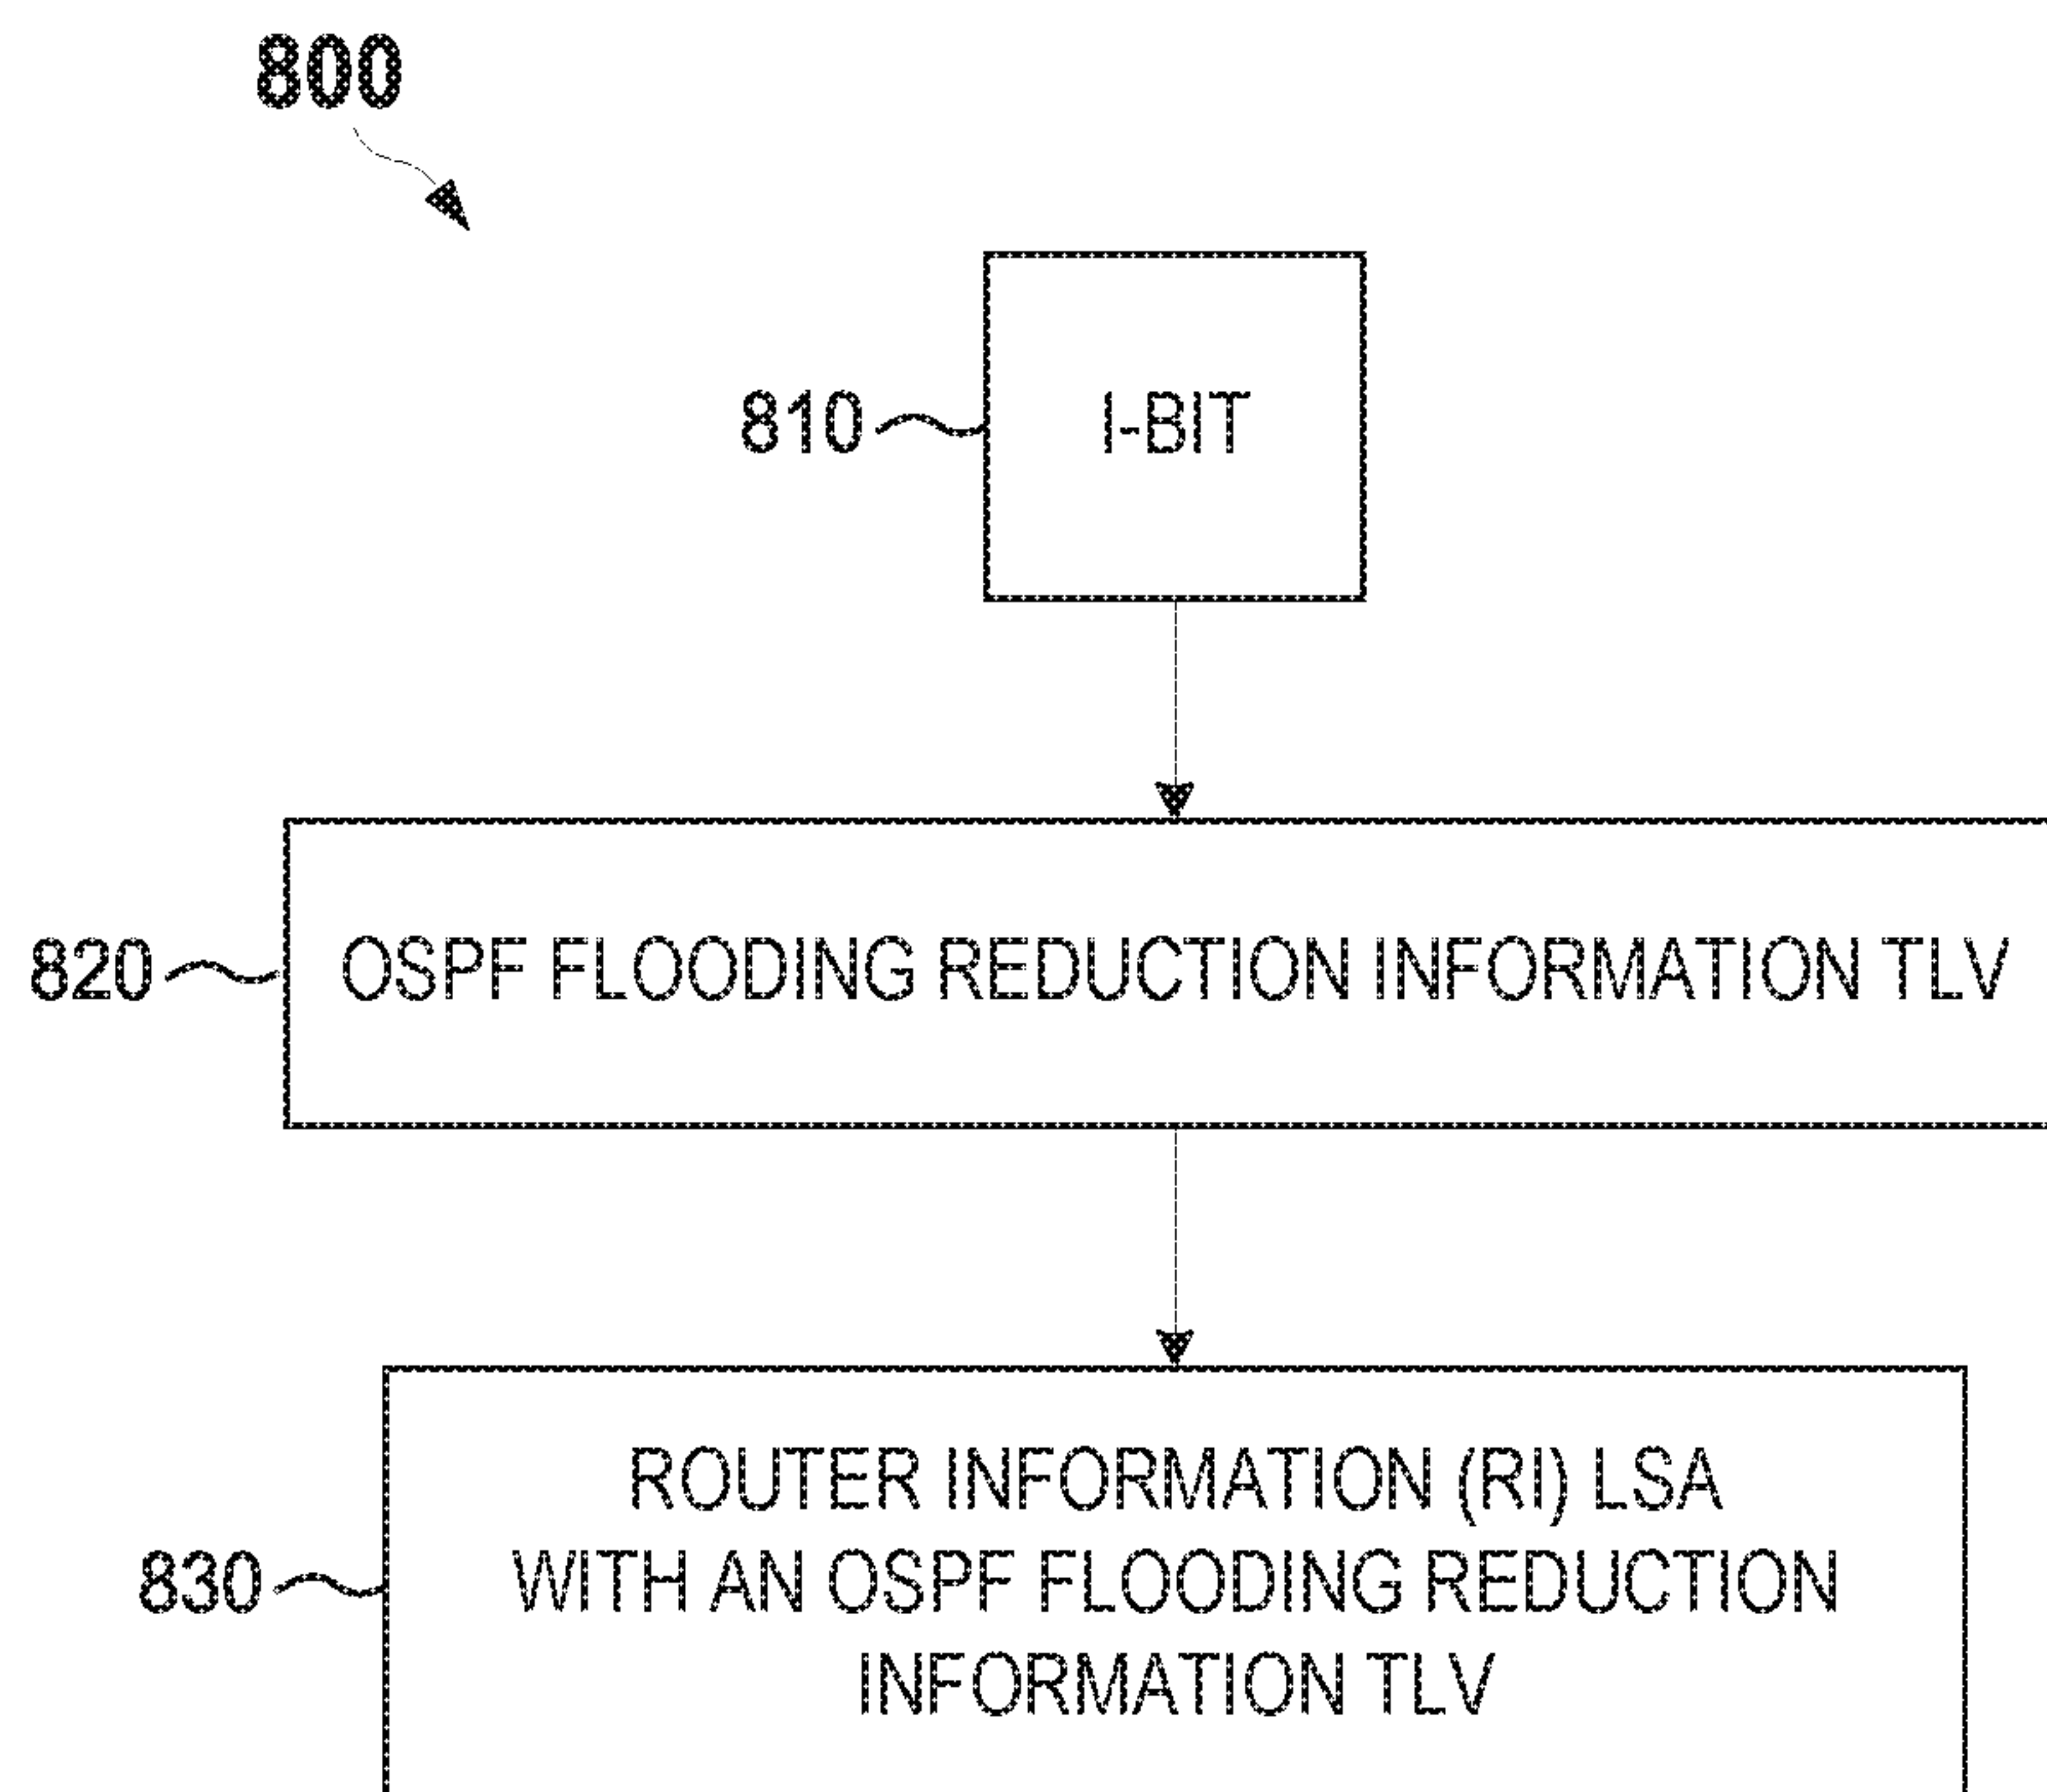 800
810
I-BIT
820
OSPF FLOODING REDUCTION INFORMATION TLV
ROUTER INFORMATION (RI) LSA
830
WITH AN OSPF FLOODING REDUCTION
INFORMATION TLV